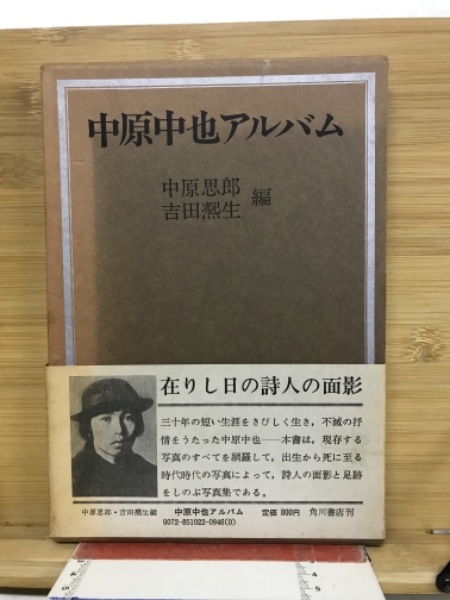 中原中也アルバム
中原思郎
吉田凞生
編
在りし日の詩人の面影
三十年の短い生涯をきびしく生き，不滅の抒
情をうたった中原中也――本書は，現存する
写真のすべてを網羅して，出生から死に至る
時代時代の写真によって，詩人の面影と足跡
をしのぶ写真集である。
中原思郎・吉田凞生編
中原中也アルバム
定価 800円
角川書店刊
0072-851022-0946(0)